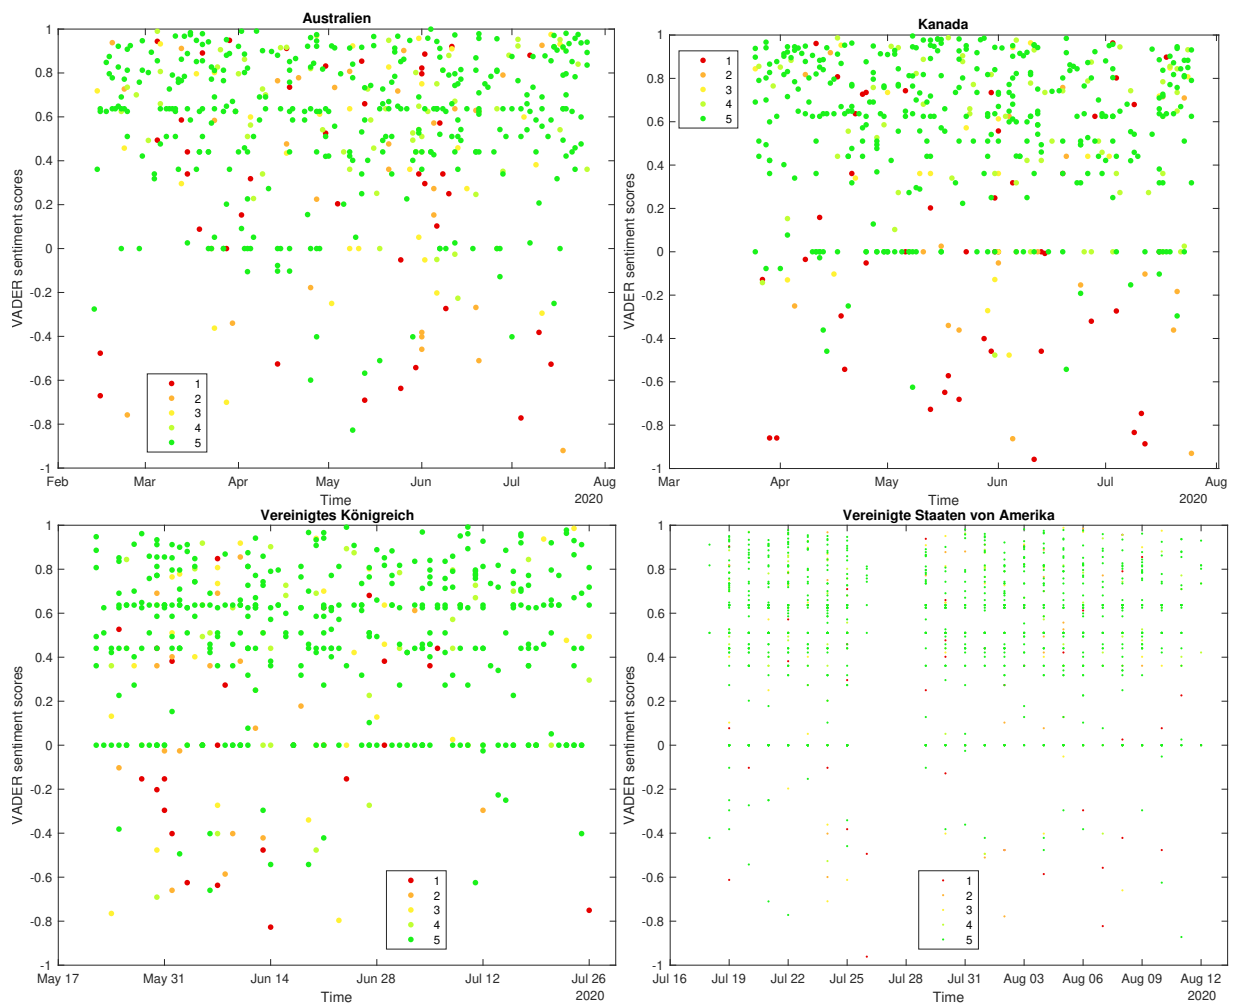 Australien
VADER sentiment scores
1
0.8
0.6
0.4
0.2
0
-0.2
-0.4
-0.6
-0.8
-1
1
2
3
4
5
Feb
Mar
Apr
May
Jun
Jul
Aug
Time
2020
Kanada
VADER sentiment scores
1
0.8
0.6
0.4
0.2
0
-0.2
-0.4
-0.6
-0.8
-1
1
2
3
4
5
Mar
Apr
May
Jun
Jul
Aug
Time
2020
Vereinigtes Königreich
VADER sentiment scores
1
0.8
0.6
0.4
0.2
0
-0.2
-0.4
-0.6
-0.8
-1
1
2
3
4
5
May 17
May 31
Jun 14
Jun 28
Jul 12
Jul 26
Time
2020
Vereinigte Staaten von Amerika
VADER sentiment scores
1
0.8
0.6
0.4
0.2
0
-0.2
-0.4
-0.6
-0.8
-1
1
2
3
4
5
Jul 16
Jul 19
Jul 22
Jul 25
Jul 28
Jul 31
Aug 03
Aug 06
Aug 09
Aug 12
Time
2020